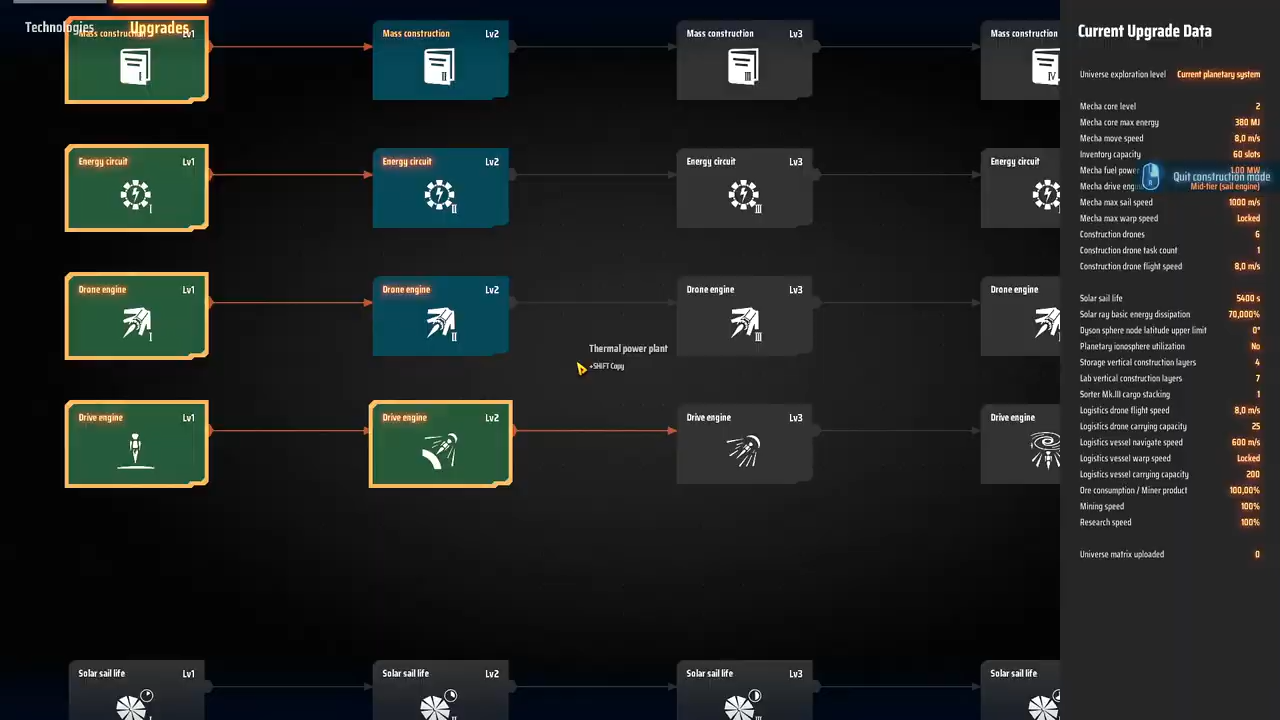 Technologies
Upgrades
Mass construction Lv1
Mass construction Lv2
Mass construction Lv3
Mass construction
I
II
III
IV
Energy circuit Lv1
Energy circuit Lv2
Energy circuit Lv3
Energy circuit
I
II
III
Drone engine Lv1
Drone engine Lv2
Drone engine Lv3
Drone engine
I
II
III
Thermal power plant
+SHIFT Copy
Drive engine Lv1
Drive engine Lv2
Drive engine Lv3
Drive engine
Solar sail life Lv1
Solar sail life Lv2
Solar sail life Lv3
Solar sail life
Current Upgrade Data
Universe exploration level Current planetary system
Mecha core level 2
Mecha core max energy 380 MJ
Mecha move speed 8,0 m/s
Inventory capacity 60 slots
Mecha fuel power 1,00 MW
Quit construction mode
Mecha drive engine Mid-tier (sail engine)
Mecha max sail speed 1000 m/s
Mecha max warp speed Locked
Construction drones 6
Construction drone task count 1
Construction drone flight speed 8,0 m/s
Solar sail life 5400 s
Solar ray basic energy dissipation 70,000%
Dyson sphere node latitude upper limit 0°
Planetary ionosphere utilization No
Storage vertical construction layers 4
Lab vertical construction layers 7
Sorter Mk.III cargo stacking 1
Logistics drone flight speed 8,0 m/s
Logistics drone carrying capacity 25
Logistics vessel navigate speed 600 m/s
Logistics vessel warp speed Locked
Logistics vessel carrying capacity 200
Ore consumption / Miner product 100,00%
Mining speed 100%
Research speed 100%
Universe matrix uploaded 0